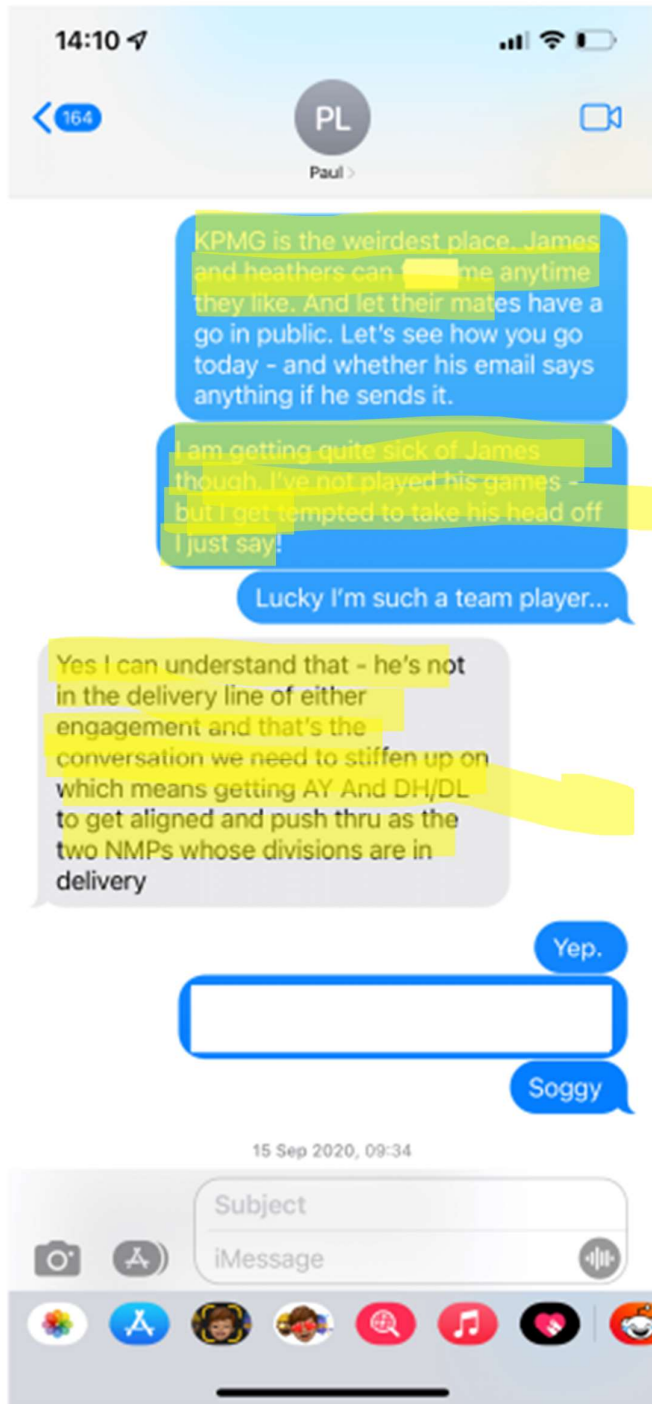 14:10
164
PL
Paul
KPMG is the weirdest place. James
and heathers can me anytime
they like. And let their mates have a
go in public. Let's see how you go
today - and whether his email says
anything if he sends it.
I am getting quite sick of James
though. I've not played his games -
but I get tempted to take his head off
I just say!
Lucky I'm such a team player...
Yes I can understand that - he's not
in the delivery line of either
engagement and that's the
conversation we need to stiffen up on
which means getting AY And DH/DL
to get aligned and push thru as the
two NMPs whose divisions are in
delivery
Yep.
Soggy
15 Sep 2020, 09:34
Subject
iMessage